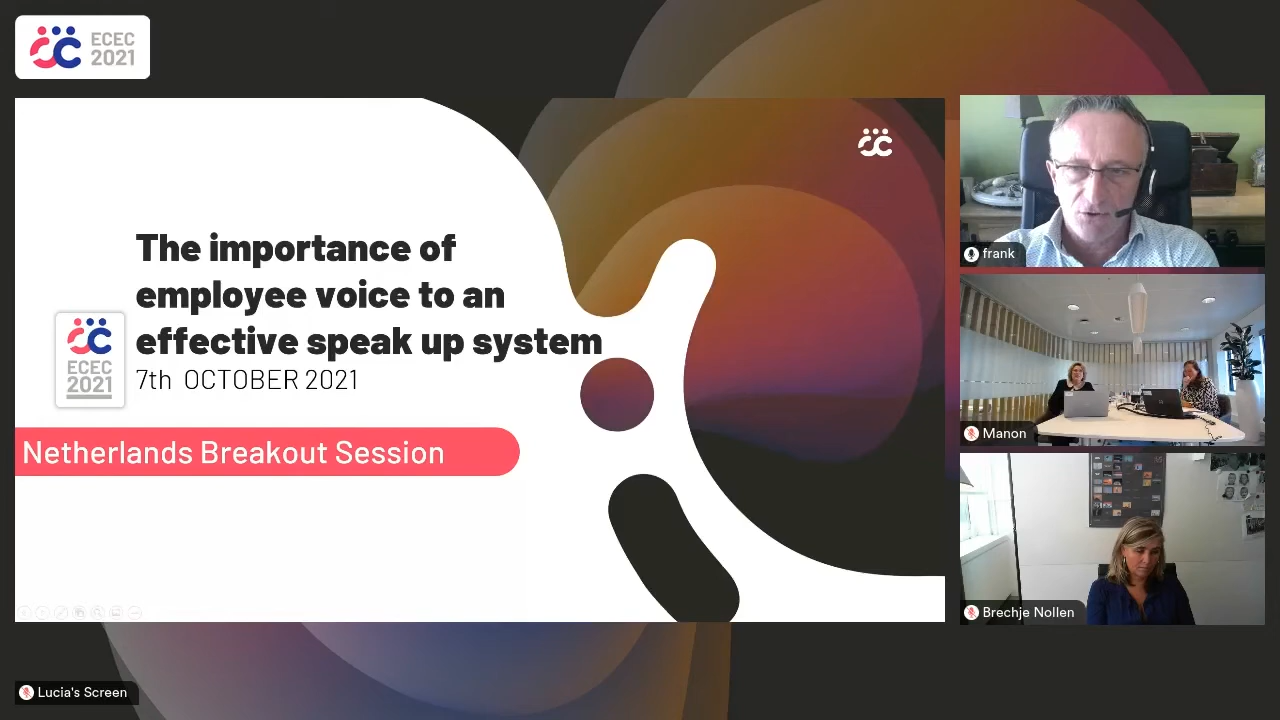 ECEC
2021
The importance of
employee voice to an
effective speak up system
ECEC
2021
7th OCTOBER 2021
Netherlands Breakout Session
frank
Manon
Brechje Nollen
Lucia's Screen